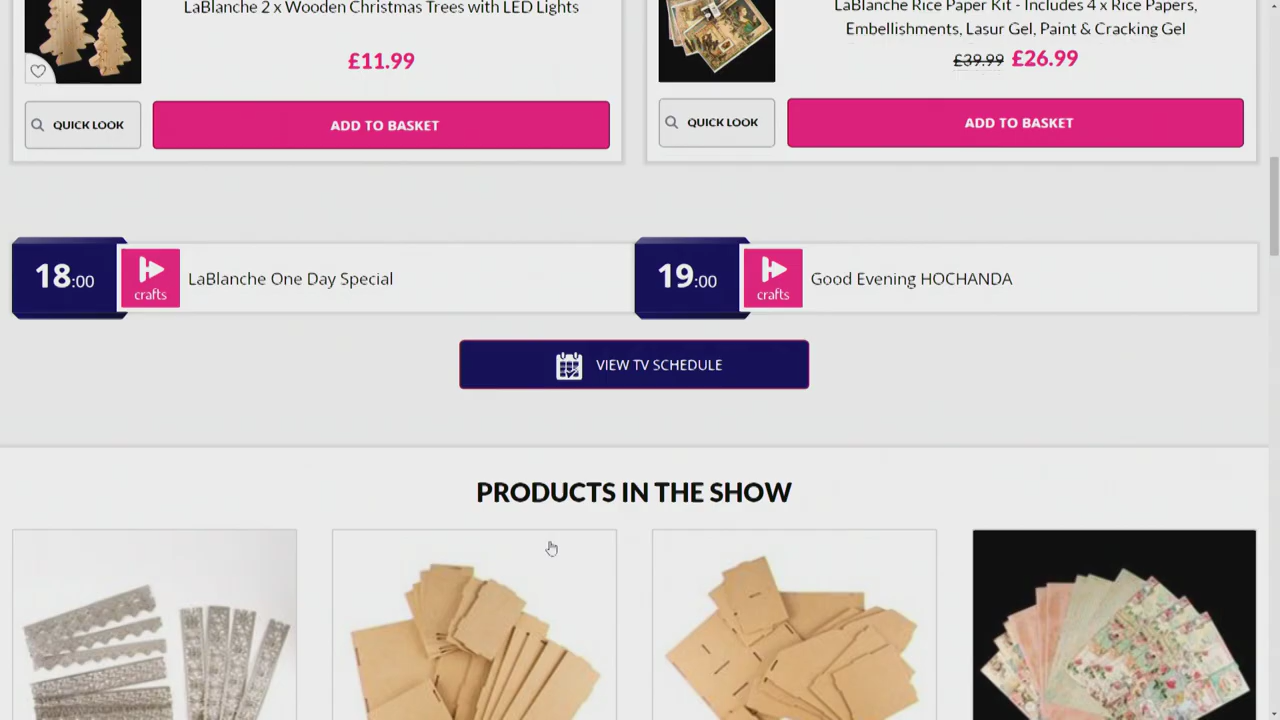 LaBlanche 2 x Wooden Christmas Trees with LED Lights
£11.99
QUICK LOOK
ADD TO BASKET
LaBlanche Rice Paper Kit - Includes 4 x Rice Papers,
Embellishments, Lasur Gel, Paint & Cracking Gel
£39.99 £26.99
QUICK LOOK
ADD TO BASKET
18:00
crafts
LaBlanche One Day Special
19:00
crafts
Good Evening HOCHANDA
VIEW TV SCHEDULE
PRODUCTS IN THE SHOW